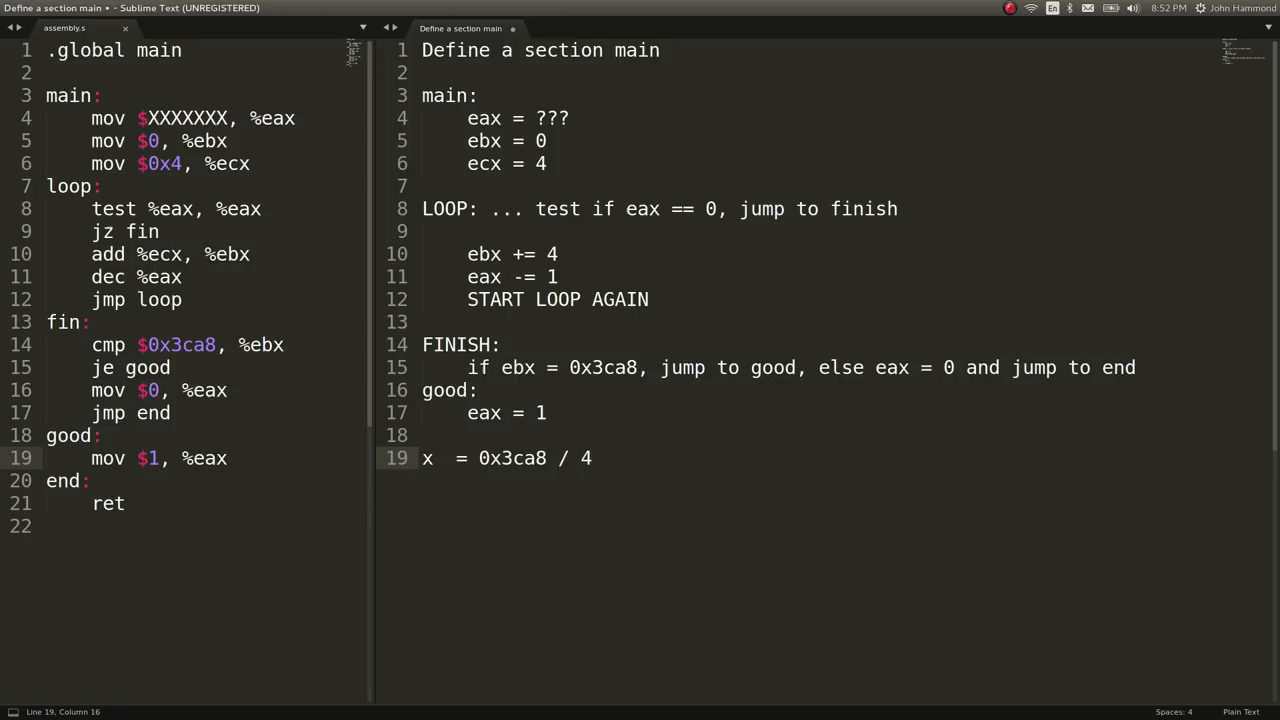 Define a section main • - Sublime Text (UNREGISTERED)
En
8:52 PM
John Hammond
assembly.s
1 .global main
2
3 main:
4 mov $XXXXXXX, %eax
5 mov $0, %ebx
6 mov $0x4, %ecx
7 loop:
8 test %eax, %eax
9 jz fin
10 add %ecx, %ebx
11 dec %eax
12 jmp loop
13 fin:
14 cmp $0x3ca8, %ebx
15 je good
16 mov $0, %eax
17 jmp end
18 good:
19 mov $1, %eax
20 end:
21 ret
22
Define a section main
1 Define a section main
2
3 main:
4 eax = ???
5 ebx = 0
6 ecx = 4
7
8 LOOP: ... test if eax == 0, jump to finish
9
10 ebx += 4
11 eax -= 1
12 START LOOP AGAIN
13
14 FINISH:
15 if ebx = 0x3ca8, jump to good, else eax = 0 and jump to end
16 good:
17 eax = 1
18
19 x  = 0x3ca8 / 4
Line 19, Column 16
Spaces: 4
Plain Text